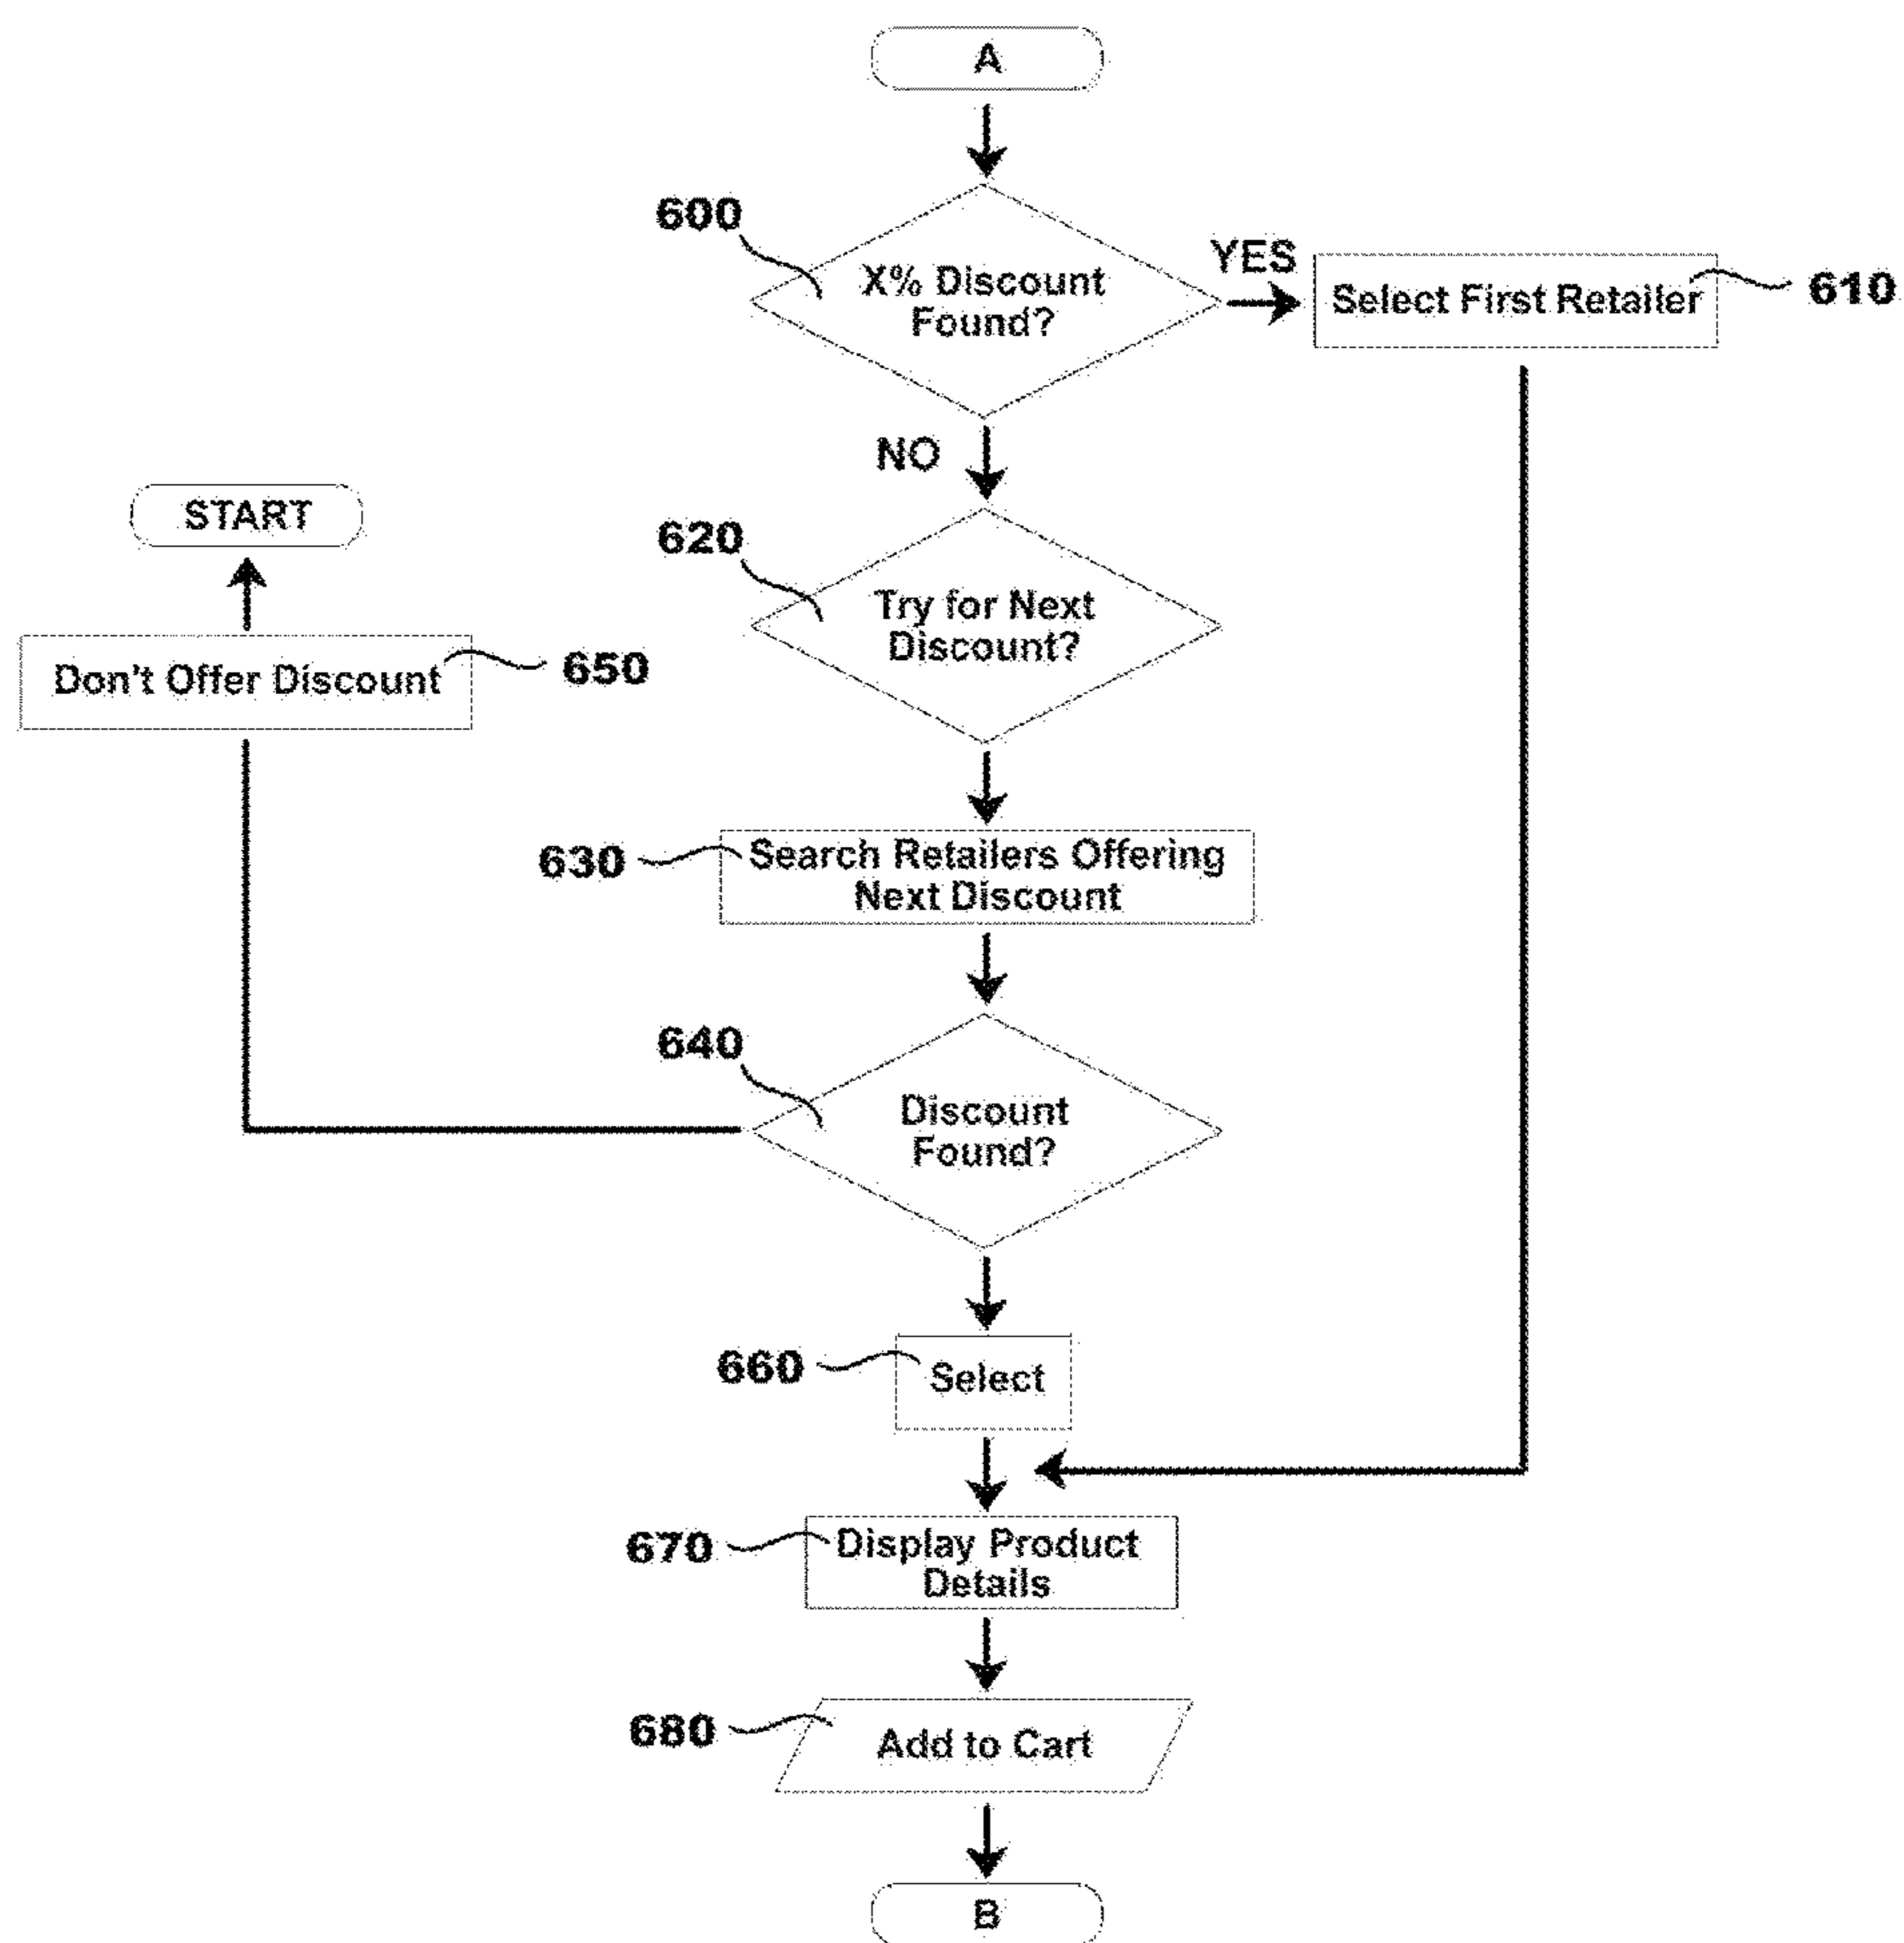 A
600
X% Discount
Found?
YES
Select First Retailer
610
NO
START
620
Try for Next
Discount?
Don't Offer Discount
650
630
Search Retailers Offering
Next Discount
640
Discount
Found?
660
Select
670
Display Product
Details
680
Add to Cart
B